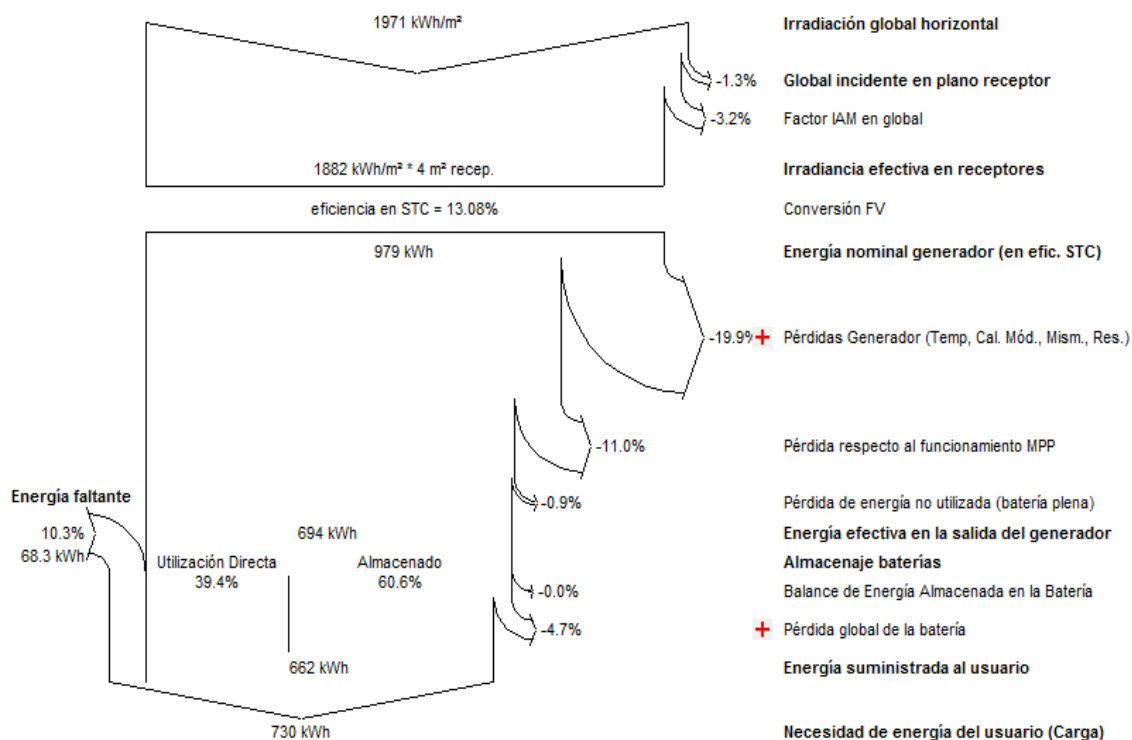 1971 kWh/m²
Irradiación global horizontal
-1.3%
Global incidente en plano receptor
-3.2%
Factor IAM en global
1882 kWh/m² * 4 m² recep.
Irradiancia efectiva en receptores
eficiencia en STC = 13.08%
Conversión FV
979 kWh
Energía nominal generador (en efic. STC)
-19.9%
Pérdidas Generador (Temp, Cal. Mód., Mism., Res.)
-11.0%
Pérdida respecto al funcionamiento MPP
Energía faltante
-0.9%
Pérdida de energía no utilizada (batería plena)
10.3%
694 kWh
Energía efectiva en la salida del generador
68.3 kWh
Utilización Directa
Almacenado
Almacenaje baterías
39.4%
60.6%
-0.0%
Balance de Energía Almacenada en la Batería
-4.7%
Pérdida global de la batería
662 kWh
Energía suministrada al usuario
730 kWh
Necesidad de energía del usuario (Carga)